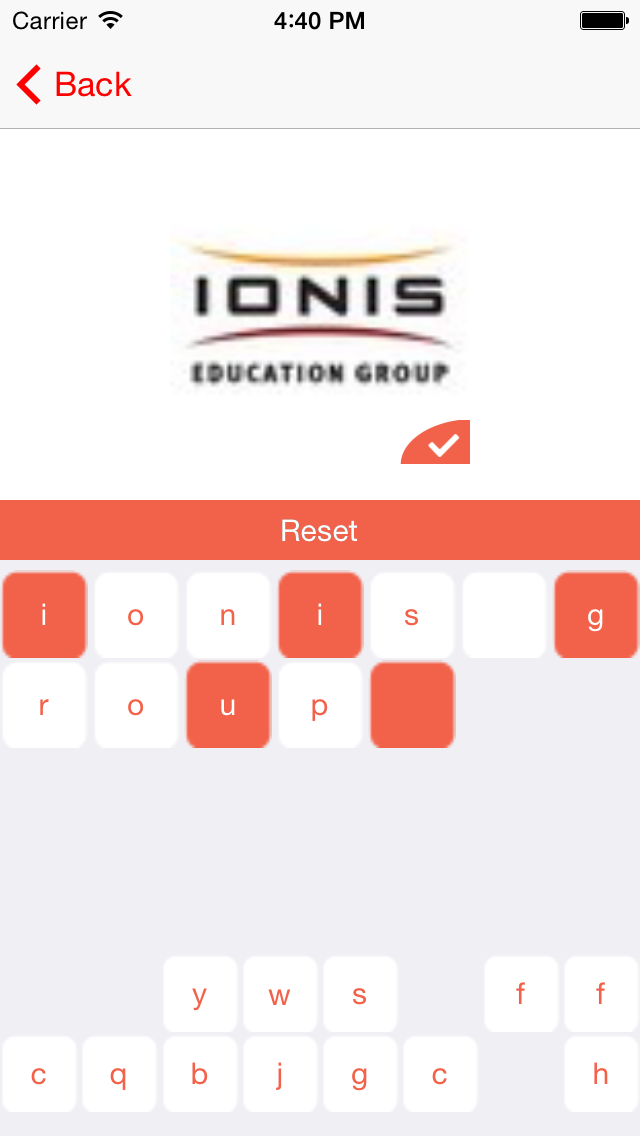 Carrier 4:40 PM
Back
IONIS
EDUCATION GROUP
Reset
i o n i s g
r o u p
y w s f f
c q b j g c h